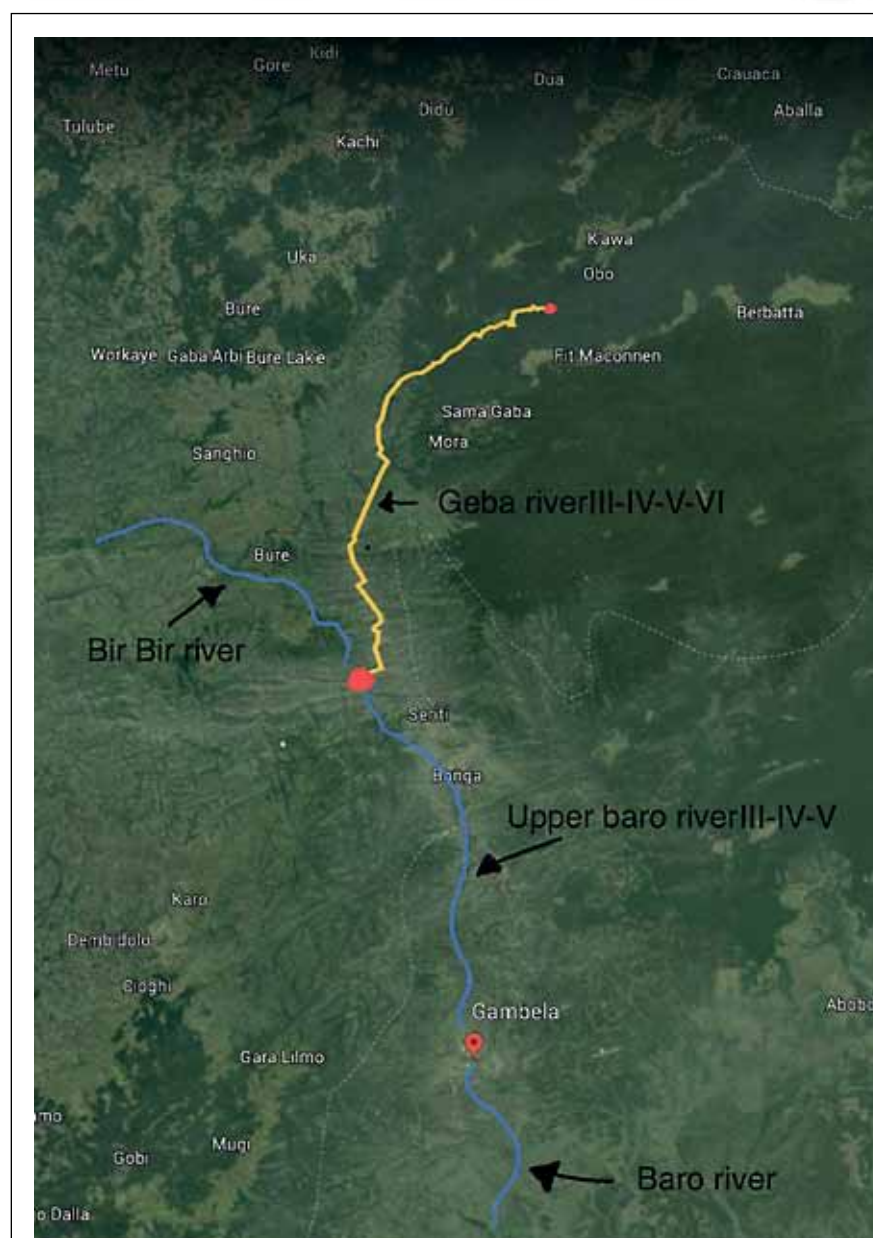 Kidi
Metu
Gore
Dua
Crauaca
Didu
Aballa
Tulube
Kachi
Kawa
Uka
Obo
Bure
Berbatta
Workaye Gaba Arbi Bure Lake
Fit Maconnen
Sama Gaba
Mora
Sanghio
Geba riverIII-IV-V-VI
Bure
Bir Bir river
Senti
Bonga
Upper baro riverIII-IV-V
Karo
Dembidolo
Cioghi
Gambela
Abobo
Gara Lilmo
Mugi
Gobi
Baro river
o Dalla